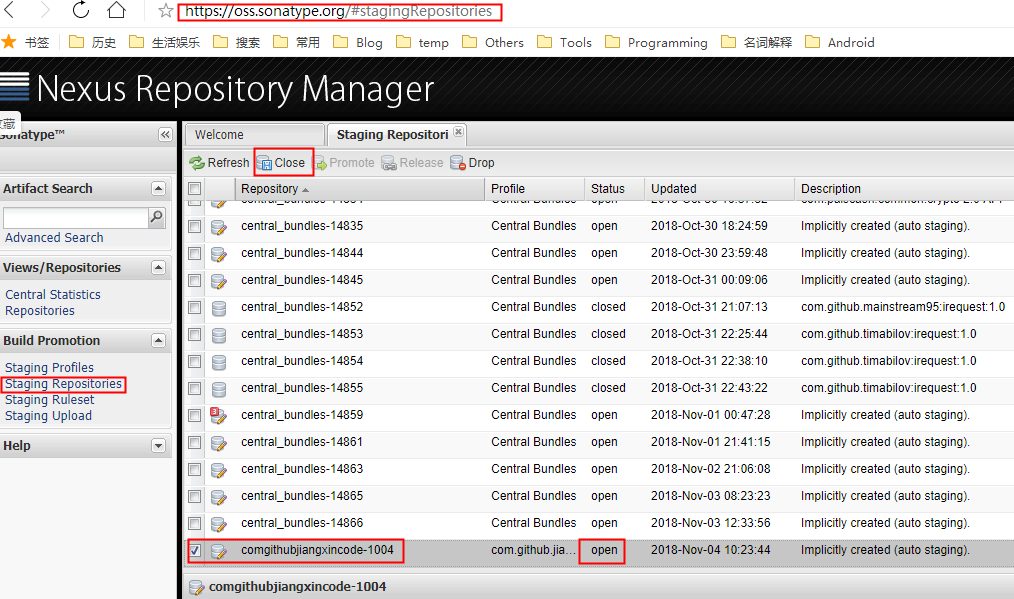 https://oss.sonatype.org/#stagingRepositories
书签 历史 生活娱乐 搜索 常用 Blog temp Others Tools Programming 名词解释 Android
Nexus Repository Manager
Sonatype™
Welcome Staging Repositori
Refresh Close Promote Release Drop
Artifact Search
Advanced Search
Views/Repositories
Central Statistics
Repositories
Build Promotion
Staging Profiles
Staging Repositories
Staging Ruleset
Staging Upload
Help
Repository Profile Status Updated Description
central_bundles-14835 Central Bundles open 2018-Oct-30 18:24:59 Implicitly created (auto staging).
central_bundles-14844 Central Bundles open 2018-Oct-30 23:59:48 Implicitly created (auto staging).
central_bundles-14845 Central Bundles open 2018-Oct-31 00:09:06 Implicitly created (auto staging).
central_bundles-14852 Central Bundles closed 2018-Oct-31 21:07:13 com.github.mainstream95:irequest:1.0
central_bundles-14853 Central Bundles closed 2018-Oct-31 22:25:44 com.github.timabilov:irequest:1.0
central_bundles-14854 Central Bundles closed 2018-Oct-31 22:38:10 com.github.timabilov:irequest:1.0
central_bundles-14855 Central Bundles closed 2018-Oct-31 22:43:22 com.github.timabilov:irequest:1.0
3 central_bundles-14859 Central Bundles open 2018-Nov-01 00:47:28 Implicitly created (auto staging).
central_bundles-14861 Central Bundles open 2018-Nov-01 21:41:15 Implicitly created (auto staging).
central_bundles-14863 Central Bundles open 2018-Nov-02 21:06:08 Implicitly created (auto staging).
central_bundles-14865 Central Bundles open 2018-Nov-03 08:23:23 Implicitly created (auto staging).
central_bundles-14866 Central Bundles open 2018-Nov-03 12:33:56 Implicitly created (auto staging).
comgithubjiangxincode-1004 com.github.jia... open 2018-Nov-04 10:23:44 Implicitly created (auto staging).
comgithubjiangxincode-1004